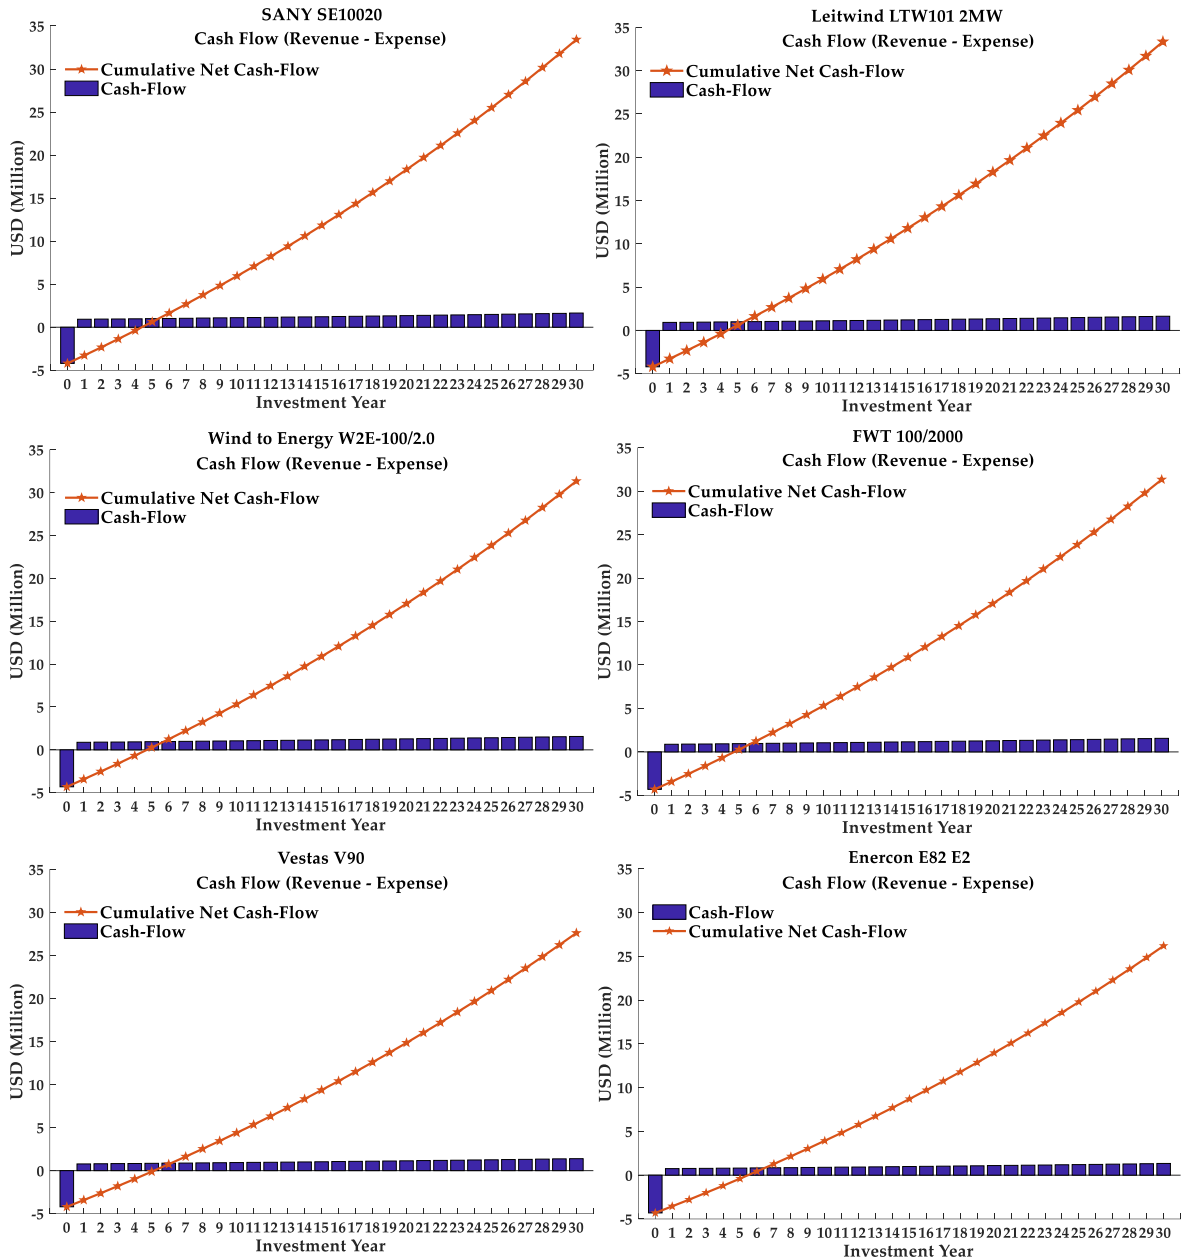 SANY SE10020
Cash Flow (Revenue - Expense)
Cumulative Net Cash-Flow
Cash-Flow
USD (Million)
35
30
25
20
15
10
5
0
-5
0 1 2 3 4 5 6 7 8 9 10 11 12 13 14 15 16 17 18 19 20 21 22 23 24 25 26 27 28 29 30
Investment Year
Leitwind LTW101 2MW
Cash Flow (Revenue - Expense)
Cumulative Net Cash-Flow
Cash-Flow
USD (Million)
35
30
25
20
15
10
5
0
-5
0 1 2 3 4 5 6 7 8 9 10 11 12 13 14 15 16 17 18 19 20 21 22 23 24 25 26 27 28 29 30
Investment Year
Wind to Energy W2E-100/2.0
Cash Flow (Revenue - Expense)
Cumulative Net Cash-Flow
Cash-Flow
USD (Million)
35
30
25
20
15
10
5
0
-5
0 1 2 3 4 5 6 7 8 9 10 11 12 13 14 15 16 17 18 19 20 21 22 23 24 25 26 27 28 29 30
Investment Year
FWT 100/2000
Cash Flow (Revenue - Expense)
Cumulative Net Cash-Flow
Cash-Flow
USD (Million)
35
30
25
20
15
10
5
0
-5
0 1 2 3 4 5 6 7 8 9 10 11 12 13 14 15 16 17 18 19 20 21 22 23 24 25 26 27 28 29 30
Investment Year
Vestas V90
Cash Flow (Revenue - Expense)
Cumulative Net Cash-Flow
Cash-Flow
USD (Million)
35
30
25
20
15
10
5
0
-5
0 1 2 3 4 5 6 7 8 9 10 11 12 13 14 15 16 17 18 19 20 21 22 23 24 25 26 27 28 29 30
Investment Year
Enercon E82 E2
Cash Flow (Revenue - Expense)
Cash-Flow
Cumulative Net Cash-Flow
USD (Million)
35
30
25
20
15
10
5
0
-5
0 1 2 3 4 5 6 7 8 9 10 11 12 13 14 15 16 17 18 19 20 21 22 23 24 25 26 27 28 29 30
Investment Year